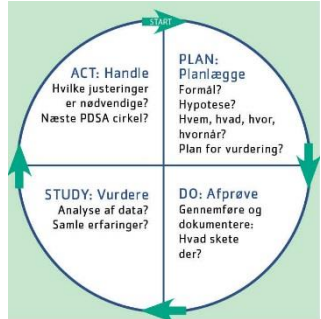 START
PLAN:
Planlægge
Formål?
Hypotese?
Hvem, hvad, hvor,
hvornår?
Plan for vurdering?
DO: Afprøve
Gennemføre og
dokumentere:
Hvad skete
der?
STUDY: Vurdere
Analyse af data?
Samle erfaringer?
ACT: Handle
Hvilke justeringer
er nødvendige?
Næste PDSA cirkel?